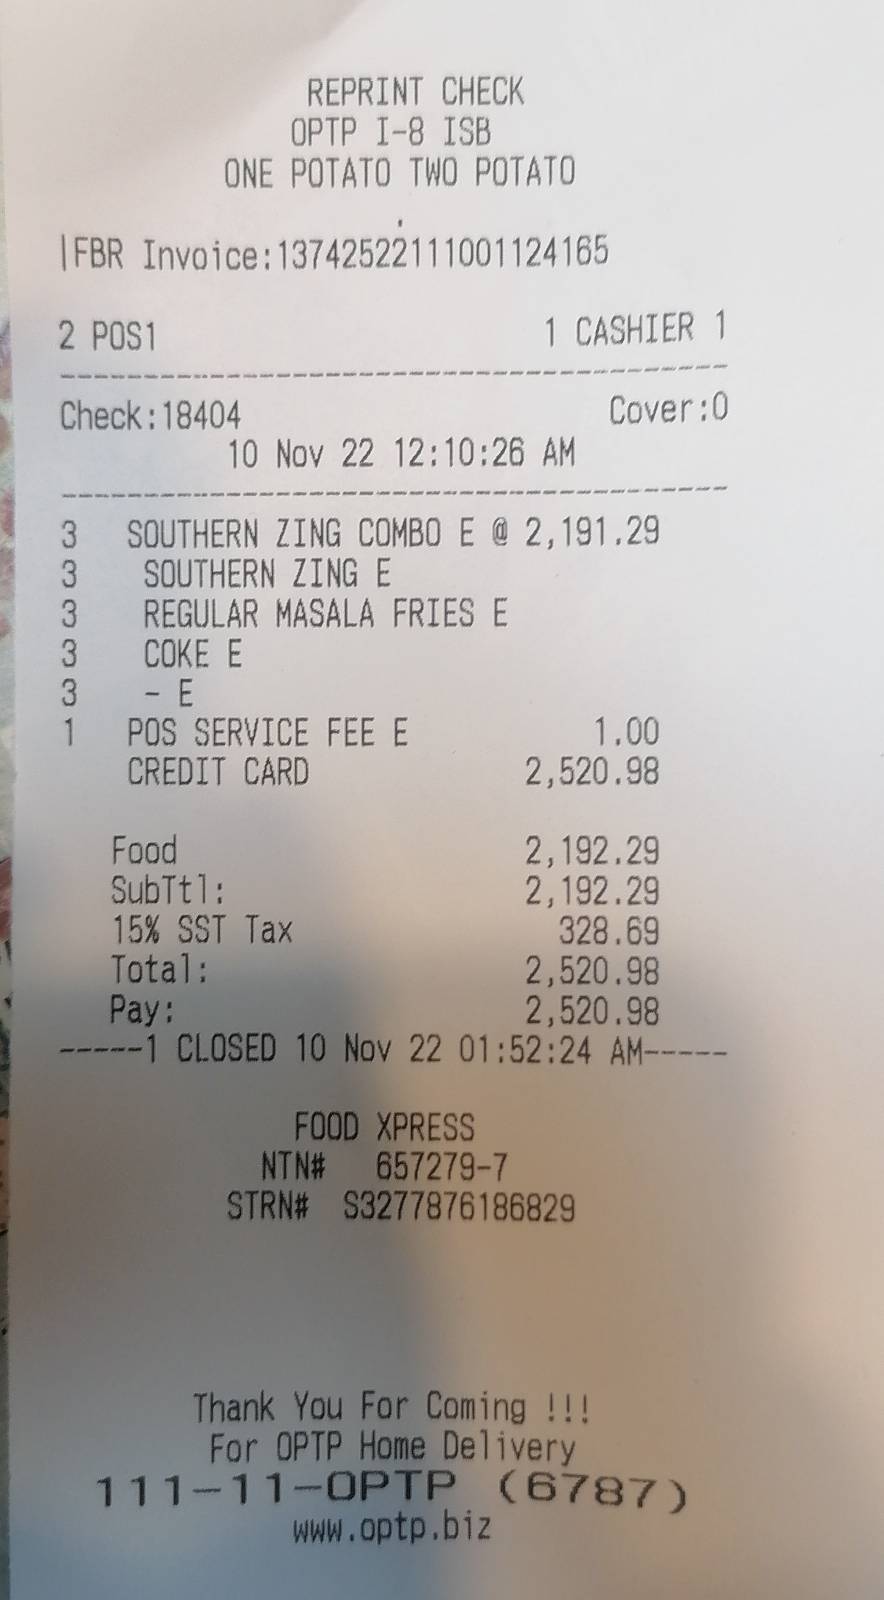 REPRINT CHECK
OPTP I-8 ISB
ONE POTATO TWO POTATO
|FBR Invoice:13742522111001124165
2 POS1 1 CASHIER 1
----------------------------------------
Check:18404 Cover:0
10 Nov 22 12:10:26 AM
----------------------------------------
3 SOUTHERN ZING COMBO E @ 2,191.29
3 SOUTHERN ZING E
3 REGULAR MASALA FRIES E
3 COKE E
3 - E
1 POS SERVICE FEE E 1.00
CREDIT CARD 2,520.98
Food 2,192.29
SubTtl: 2,192.29
15% SST Tax 328.69
Total: 2,520.98
Pay: 2,520.98
-----1 CLOSED 10 Nov 22 01:52:24 AM-----
FOOD XPRESS
NTN# 657279-7
STRN# S3277876186829
Thank You For Coming !!!
For OPTP Home Delivery
111-11-OPTP (6787)
www.optp.biz